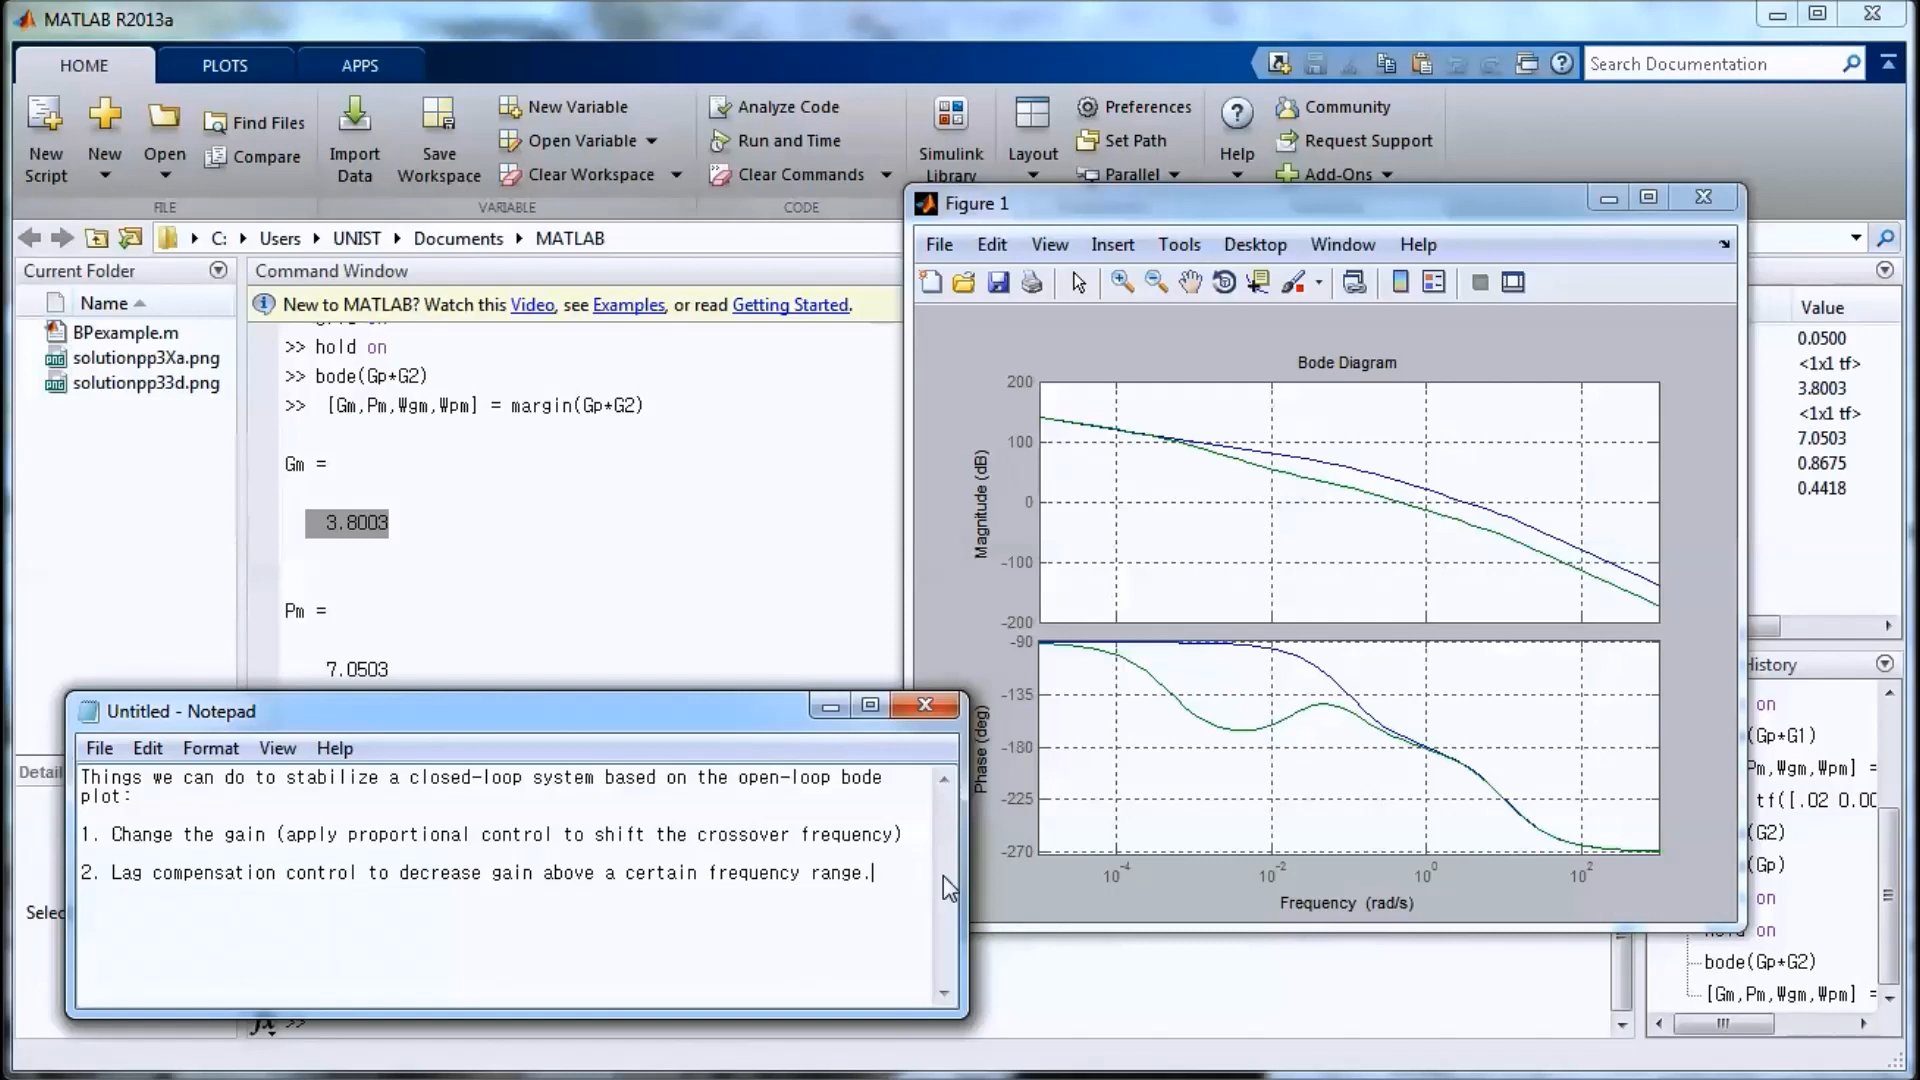 MATLAB R2013a
HOME
PLOTS
APPS
Search Documentation
New Script
New
Open
Find Files
Compare
Import Data
Save Workspace
New Variable
Open Variable
Clear Workspace
Analyze Code
Run and Time
Clear Commands
Simulink Library
Layout
Preferences
Set Path
Parallel
Help
Community
Request Support
Add-Ons
FILE
VARIABLE
CODE
C:
Users
UNIST
Documents
MATLAB
Current Folder
Name
BPexample.m
solutionpp3Xa.png
solutionpp33d.png
Command Window
New to MATLAB? Watch this Video, see Examples, or read Getting Started.
>> hold on
>> bode(Gp*G2)
>> [Gm,Pm,Wgm,Wpm] = margin(Gp*G2)
Gm =
3.8003
Pm =
7.0503
>>
Untitled - Notepad
File Edit Format View Help
Things we can do to stabilize a closed-loop system based on the open-loop bode
plot:
1. Change the gain (apply proportional control to shift the crossover frequency)
2. Lag compensation control to decrease gain above a certain frequency range.
Figure 1
File Edit View Insert Tools Desktop Window Help
Bode Diagram
Magnitude (dB)
200
100
0
-100
-200
Phase (deg)
-90
-135
-180
-225
-270
10^-4 10^-2 10^0 10^2
Frequency (rad/s)
Value
0.0500
<1x1 tf>
3.8003
<1x1 tf>
7.0503
0.8675
0.4418
History
on
(Gp*G1)
Pm,Wgm,Wpm] =
tf([.02 0.00
(G2)
(Gp)
on
on
bode(Gp*G2)
[Gm,Pm,Wgm,Wpm] =
Detai
Selec